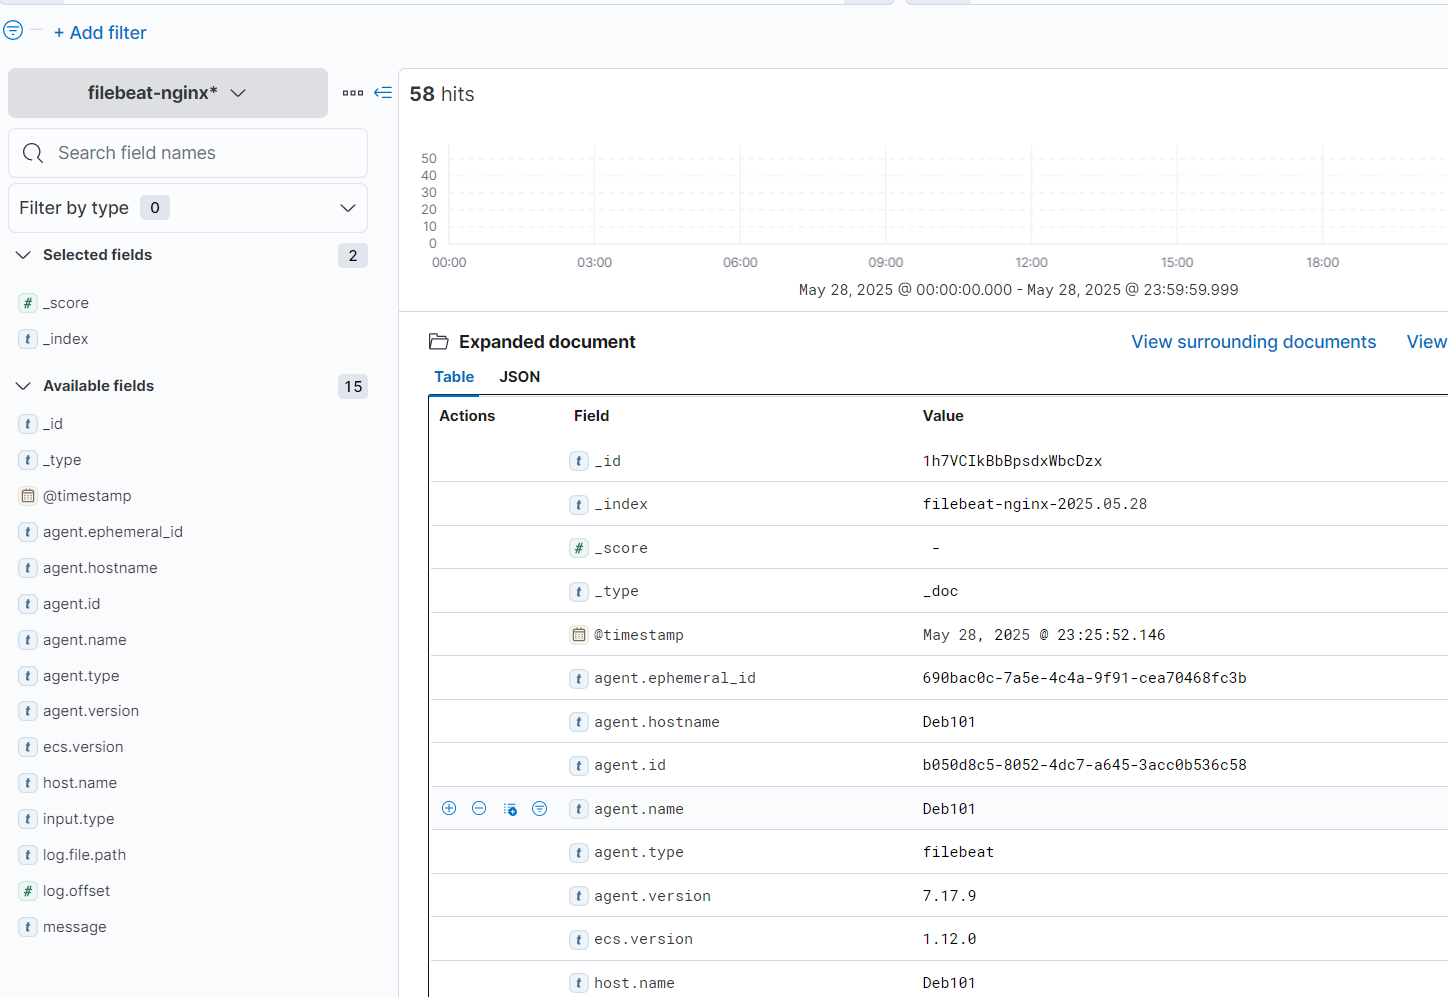 + Add filter
filebeat-nginx*
Search field names
Filter by type 0
Selected fields 2
# _score
t _index
Available fields 15
t _id
t _type
@timestamp
t agent.ephemeral_id
t agent.hostname
t agent.id
t agent.name
t agent.type
t agent.version
t ecs.version
t host.name
t input.type
t log.file.path
# log.offset
t message
58 hits
50
40
30
20
10
0
00:00 03:00 06:00 09:00 12:00 15:00 18:00
May 28, 2025 @ 00:00:00.000 - May 28, 2025 @ 23:59:59.999
Expanded document View surrounding documents View
Table JSON
Actions Field Value
t _id 1h7VCIkBbBpsdxWbcDzx
t _index filebeat-nginx-2025.05.28
# _score -
t _type _doc
@timestamp May 28, 2025 @ 23:25:52.146
t agent.ephemeral_id 690bac0c-7a5e-4c4a-9f91-cea70468fc3b
t agent.hostname Deb101
t agent.id b050d8c5-8052-4dc7-a645-3acc0b536c58
t agent.name Deb101
t agent.type filebeat
t agent.version 7.17.9
t ecs.version 1.12.0
t host.name Deb101